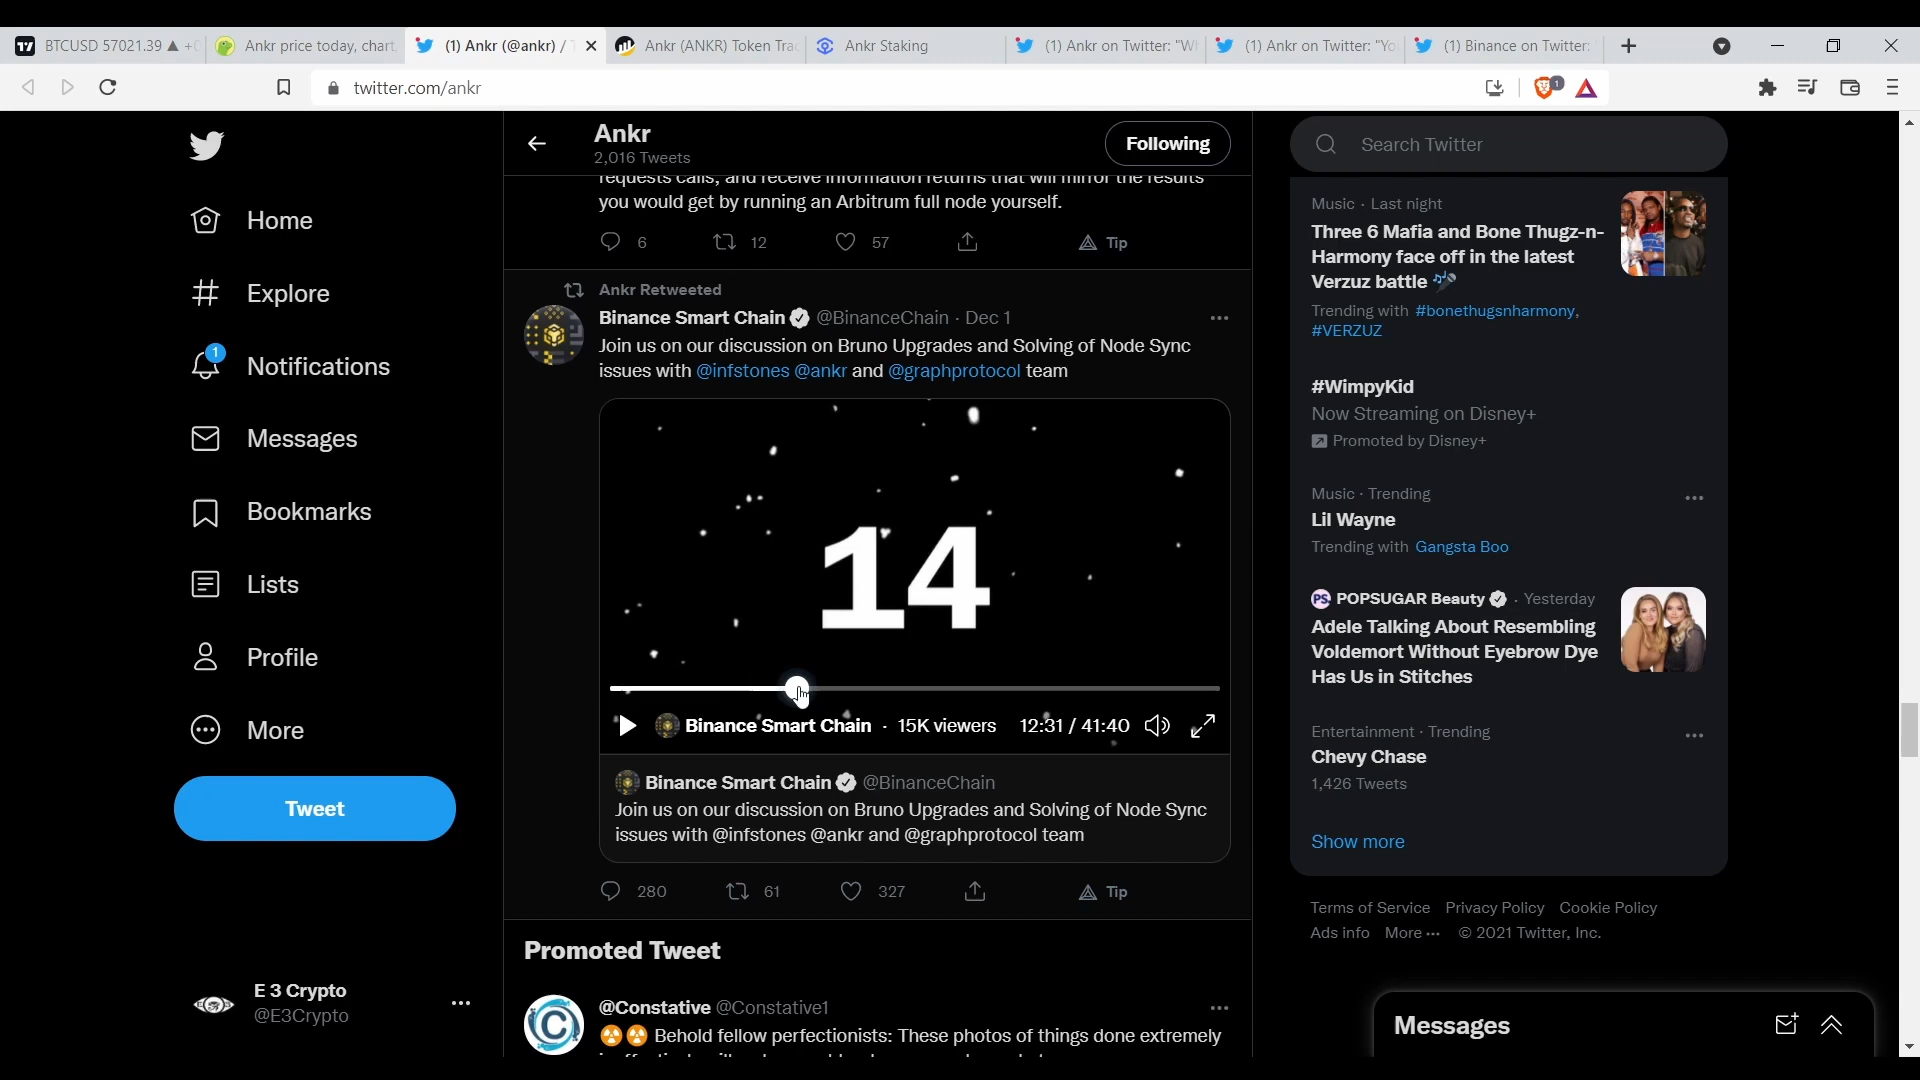 BTCUSD 57021.39 ▲ +0
Ankr price today, chart,
(1) Ankr (@ankr) /
Ankr (ANKR) Token Trac
Ankr Staking
(1) Ankr on Twitter: "Wh
(1) Ankr on Twitter: "Yo
(1) Binance on Twitter:
twitter.com/ankr
1
Home
Explore
1
Notifications
Messages
Bookmarks
Lists
Profile
More
Tweet
E 3 Crypto
@E3Crypto
Ankr
2,016 Tweets
Following
requests calls, and receive information returns that will mirror the results
you would get by running an Arbitrum full node yourself.
6 12 57 Tip
Ankr Retweeted
Binance Smart Chain @BinanceChain · Dec 1
Join us on our discussion on Bruno Upgrades and Solving of Node Sync
issues with @infstones @ankr and @graphprotocol team
14
Binance Smart Chain · 15K viewers 12:31 / 41:40
Binance Smart Chain @BinanceChain
Join us on our discussion on Bruno Upgrades and Solving of Node Sync
issues with @infstones @ankr and @graphprotocol team
280 61 327 Tip
Promoted Tweet
@Constative @Constative1
☢☢ Behold fellow perfectionists: These photos of things done extremely
Search Twitter
Music · Last night
Three 6 Mafia and Bone Thugz-n-
Harmony face off in the latest
Verzuz battle 🎶🎤
Trending with #bonethugsnharmony,
#VERZUZ
#WimpyKid
Now Streaming on Disney+
Promoted by Disney+
Music · Trending
Lil Wayne
Trending with Gangsta Boo
PS. POPSUGAR Beauty · Yesterday
Adele Talking About Resembling
Voldemort Without Eyebrow Dye
Has Us in Stitches
Entertainment · Trending
Chevy Chase
1,426 Tweets
Show more
Terms of Service Privacy Policy Cookie Policy
Ads info More ··· © 2021 Twitter, Inc.
Messages